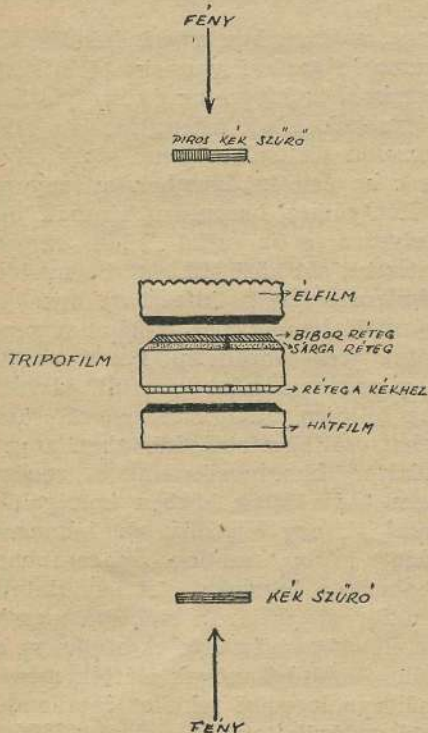 FÉNY
PIROS KÉK SZŰRŐ
ÉLFILM
BIBOR RÉTEG
SÁRGA RÉTEG
TRIPOFILM
RÉTEG A KÉKHEZ
HÁTFILM
KÉK SZŰRŐ
FÉNY